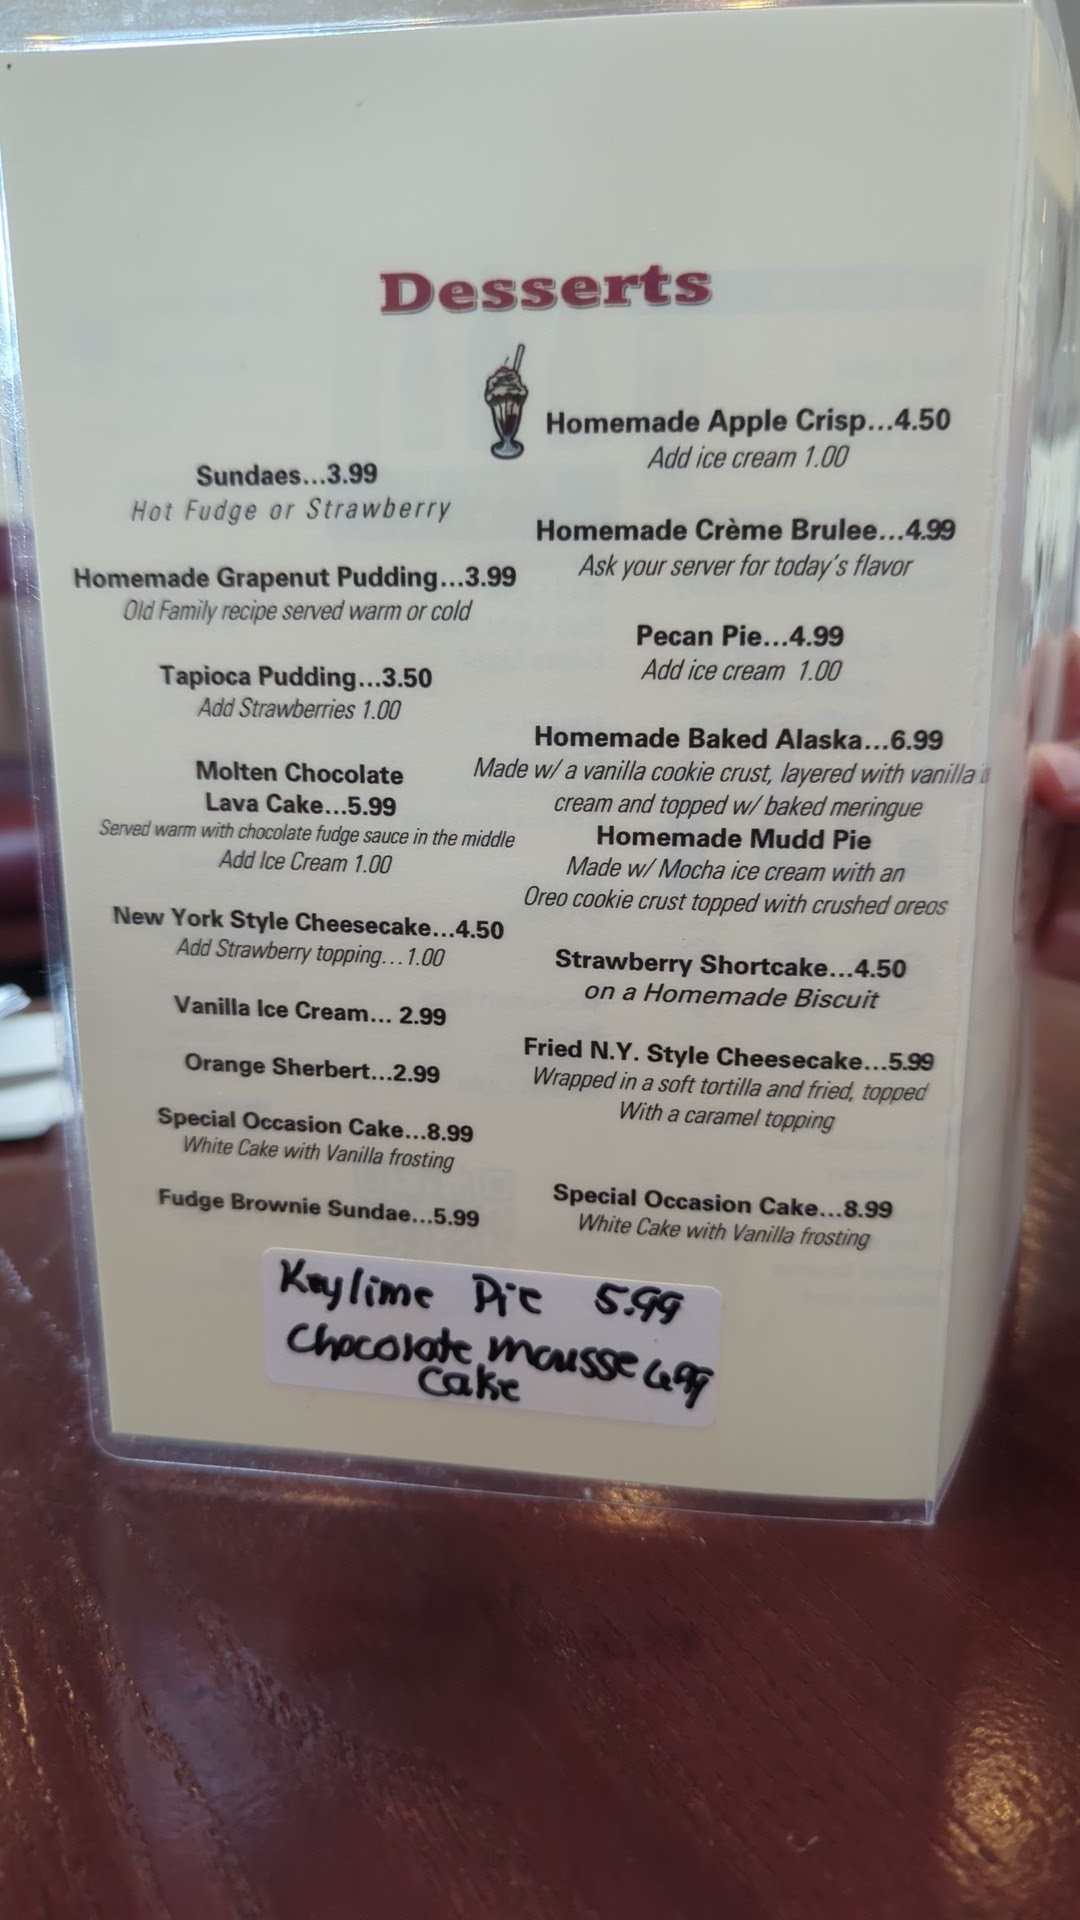 Desserts
Sundaes...3.99
Hot Fudge or Strawberry
Homemade Grapenut Pudding...3.99
Old Family recipe served warm or cold
Tapioca Pudding...3.50
Add Strawberries 1.00
Molten Chocolate
Lava Cake...5.99
Served warm with chocolate fudge sauce in the middle
Add Ice Cream 1.00
New York Style Cheesecake...4.50
Add Strawberry topping...1.00
Vanilla Ice Cream... 2.99
Orange Sherbert...2.99
Special Occasion Cake...8.99
White Cake with Vanilla frosting
Fudge Brownie Sundae...5.99
Homemade Apple Crisp...4.50
Add ice cream 1.00
Homemade Crème Brulee...4.99
Ask your server for today's flavor
Pecan Pie...4.99
Add ice cream 1.00
Homemade Baked Alaska...6.99
Made w/ a vanilla cookie crust, layered with vanilla
cream and topped w/ baked meringue
Homemade Mudd Pie
Made w/ Mocha ice cream with an
Oreo cookie crust topped with crushed oreos
Strawberry Shortcake...4.50
on a Homemade Biscuit
Fried N.Y. Style Cheesecake...5.99
Wrapped in a soft tortilla and fried, topped
With a caramel topping
Special Occasion Cake...8.99
White Cake with Vanilla frosting
Keylime Pie 5.99
Chocolate mousse 6.99
Cake